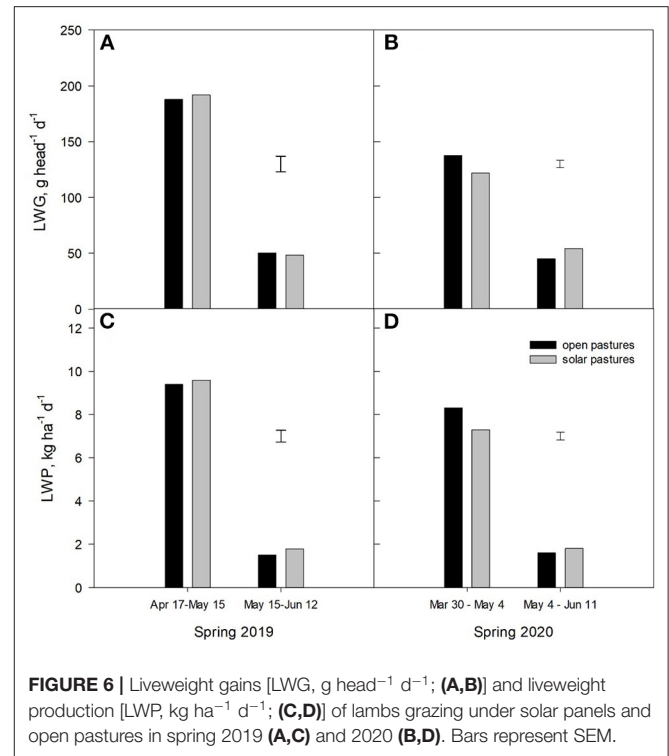 A
B
250
200
150
100
50
0
LWG, g head⁻¹ d⁻¹
C
D
12
10
8
6
4
2
0
LWP, kg ha⁻¹ d⁻¹
open pastures
solar pastures
Apr 17-May 15 May 15-Jun 12 Mar 30 - May 4 May 4 - Jun 11
Spring 2019 Spring 2020
FIGURE 6 | Liveweight gains [LWG, g head⁻¹ d⁻¹; (A,B)] and liveweight
production [LWP, kg ha⁻¹ d⁻¹; (C,D)] of lambs grazing under solar panels and
open pastures in spring 2019 (A,C) and 2020 (B,D). Bars represent SEM.